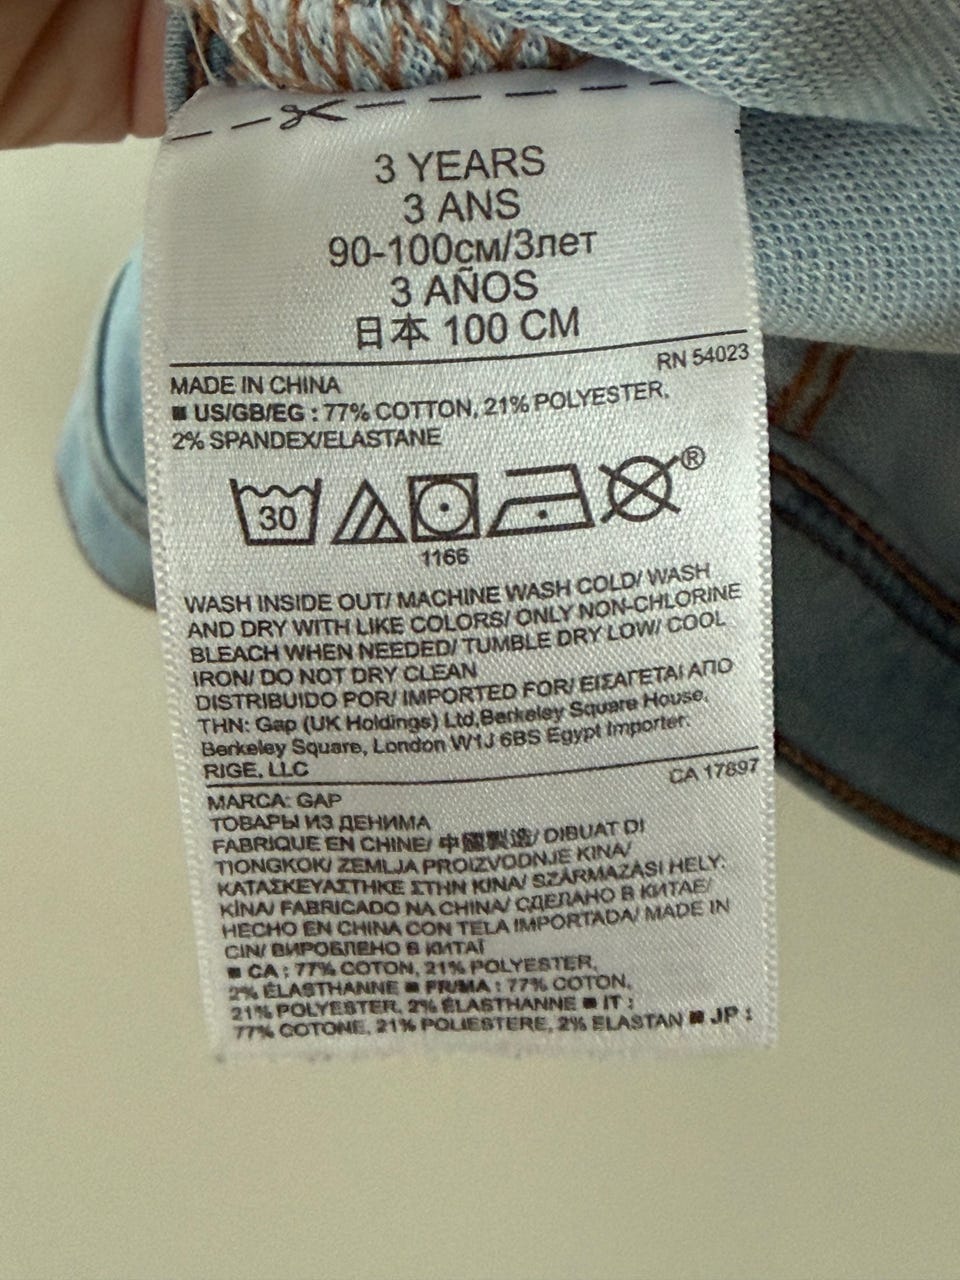 3 YEARS
3 ANS
90-100см/3лет
3 AÑOS
日本 100 CM
RN 54023
MADE IN CHINA
■ US/GB/EG : 77% COTTON, 21% POLYESTER,
2% SPANDEX/ELASTANE
30
®
1166
WASH INSIDE OUT/ MACHINE WASH COLD/ WASH
AND DRY WITH LIKE COLORS/ ONLY NON-CHLORINE
BLEACH WHEN NEEDED/ TUMBLE DRY LOW/ COOL
IRON/ DO NOT DRY CLEAN
DISTRIBUIDO POR/ IMPORTED FOR/ ΕΙΣΑΓΕΤΑΙ ΑΠΟ
THN: Gap (UK Holdings) Ltd,Berkeley Square House,
Berkeley Square, London W1J 6BS Egypt Importer:
RIGE, LLC
CA 17897
MARCA: GAP
ТОВАРЫ ИЗ ДЕНИМА
FABRIQUE EN CHINE/ 中國製造/ DIBUAT DI
TIONGKOK/ ZEMLJA PROIZVODNJE KINA/
ΚΑΤΑΣΚΕΥΑΣΤΗΚΕ ΣΤΗΝ ΚΙΝΑ/ SZÁRMAZÁSI HELY:
KÍNA/ FABRICADO NA CHINA/ СДЕЛАНО В КИТАЕ/
HECHO EN CHINA CON TELA IMPORTADA/ MADE IN
CIN/ ВИРОБЛЕНО В КИТАЇ
■ CA : 77% COTON, 21% POLYESTER,
2% ÉLASTHANNE ■ FR/MA : 77% COTON,
21% POLYESTER, 2% ÉLASTHANNE ■ IT :
77% COTONE, 21% POLIESTERE, 2% ELASTAN ■ JP :